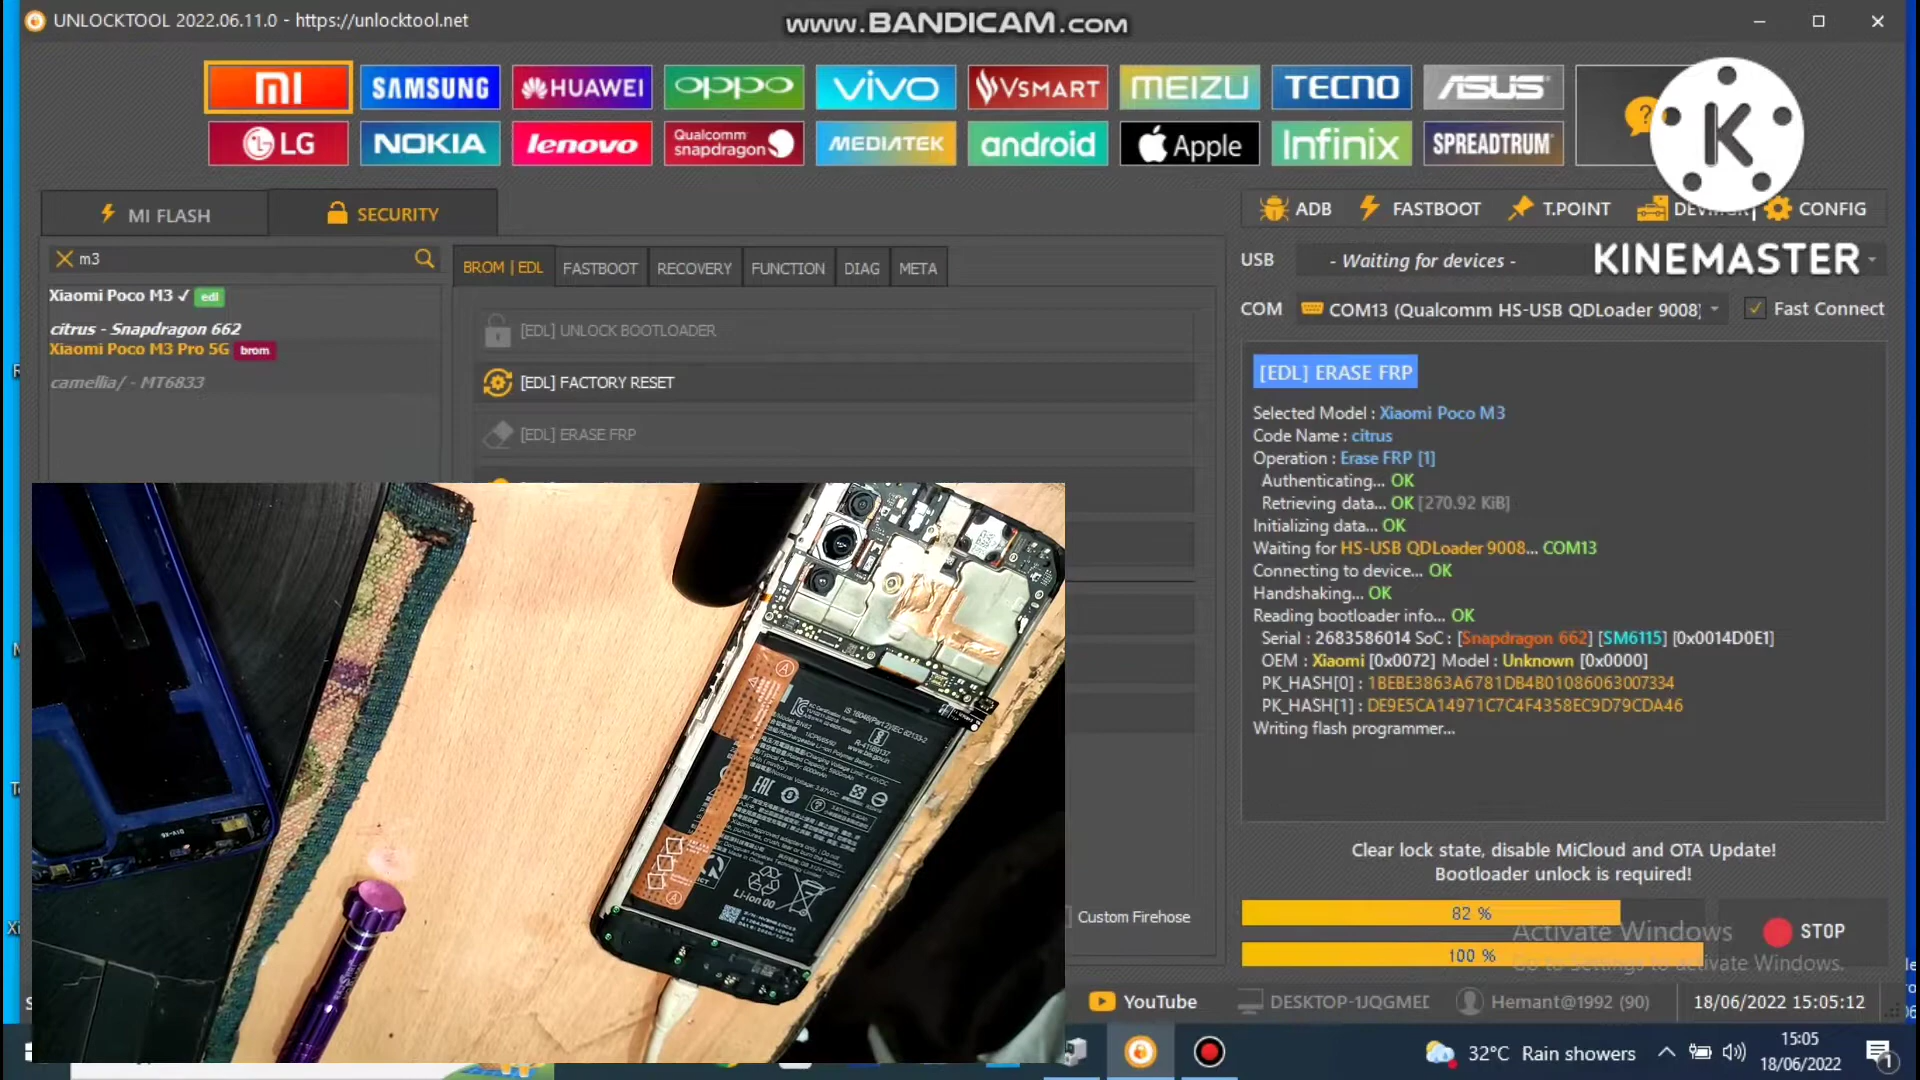 UNLOCKTOOL 2022.06.11.0 - https://unlocktool.net
www.BANDICAM.com
MI
SAMSUNG
HUAWEI
oppo
vivo
VSMART
MEIZU
TECNO
ASUS
?
LG
NOKIA
lenovo
Qualcomm
snapdragon
MEDIATEK
android
Apple
Infinix
SPREADTRUM
K
KINEMASTER
MI FLASH
SECURITY
ADB
FASTBOOT
T.POINT
CONFIG
m3
Xiaomi Poco M3 ✓ edl
citrus - Snapdragon 662
Xiaomi Poco M3 Pro 5G brom
camellia/ - MT6833
BROM | EDL
FASTBOOT
RECOVERY
FUNCTION
DIAG
META
[EDL] UNLOCK BOOTLOADER
[EDL] FACTORY RESET
[EDL] ERASE FRP
USB - Waiting for devices -
COM COM13 (Qualcomm HS-USB QDLoader 9008)
Fast Connect
[EDL] ERASE FRP
Selected Model : Xiaomi Poco M3
Code Name : citrus
Operation : Erase FRP [1]
Authenticating... OK
Retrieving data... OK [270.92 KiB]
Initializing data... OK
Waiting for HS-USB QDLoader 9008... COM13
Connecting to device... OK
Handshaking... OK
Reading bootloader info... OK
Serial : 2683586014 SoC : [Snapdragon 662] [SM6115] [0x0014D0E1]
OEM : Xiaomi [0x0072] Model : Unknown [0x0000]
PK_HASH[0] : 1BEBE3863A6781DB4B01086063007334
PK_HASH[1] : DE9E5CA14971C7C4F4358EC9D79CDA46
Writing flash programmer...
Clear lock state, disable MiCloud and OTA Update!
Bootloader unlock is required!
Custom Firehose
82 %
100 %
STOP
Activate Windows
Go to Settings to activate Windows.
YouTube
DESKTOP-1JQGMED
Hemant@1992 (90)
18/06/2022 15:05:12
32°C Rain showers
15:05
18/06/2022
1
A
EAC
Li-ion 00
A